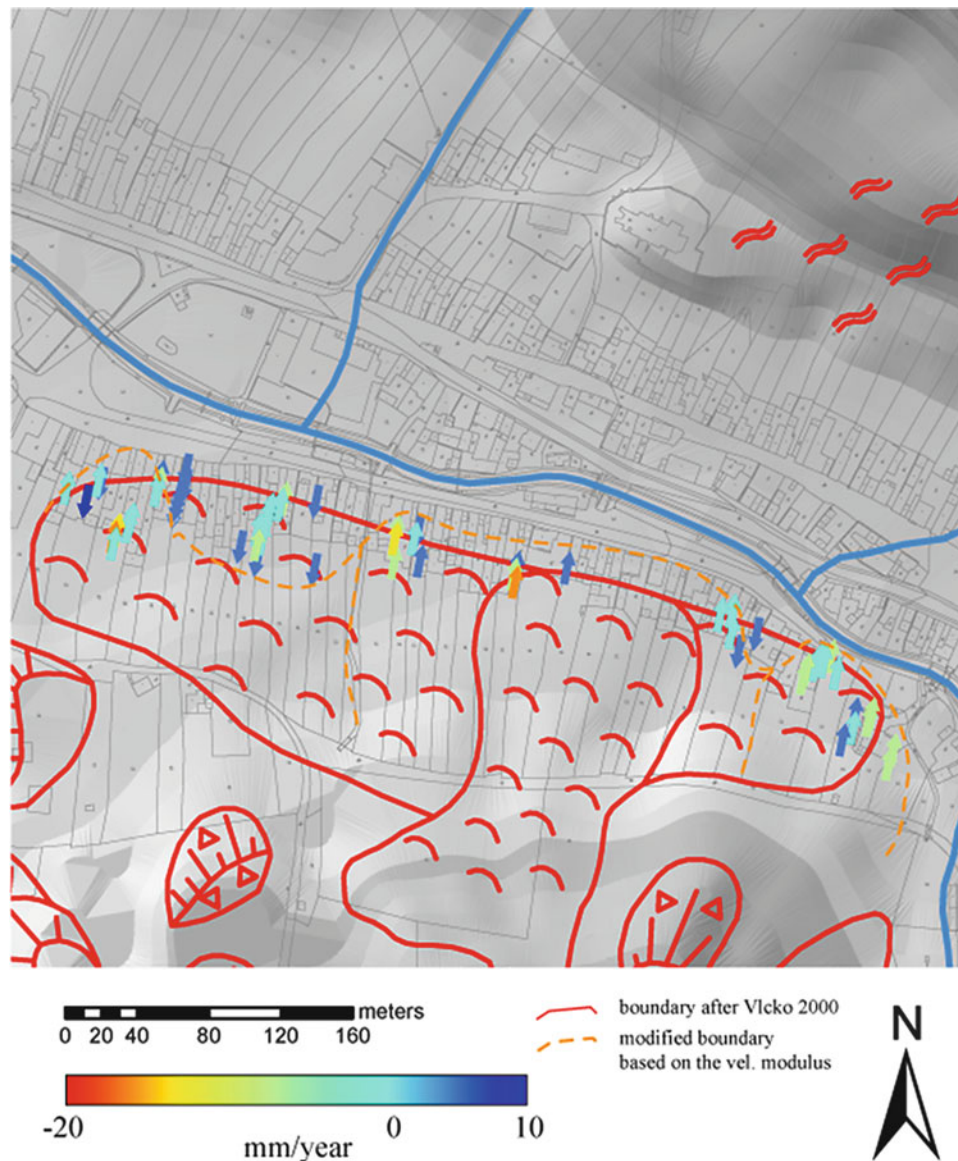 meters
0 20 40 80 120 160
boundary after Vlcko 2000
modified boundary
based on the vel. modulus
N
-20 0 10
mm/year